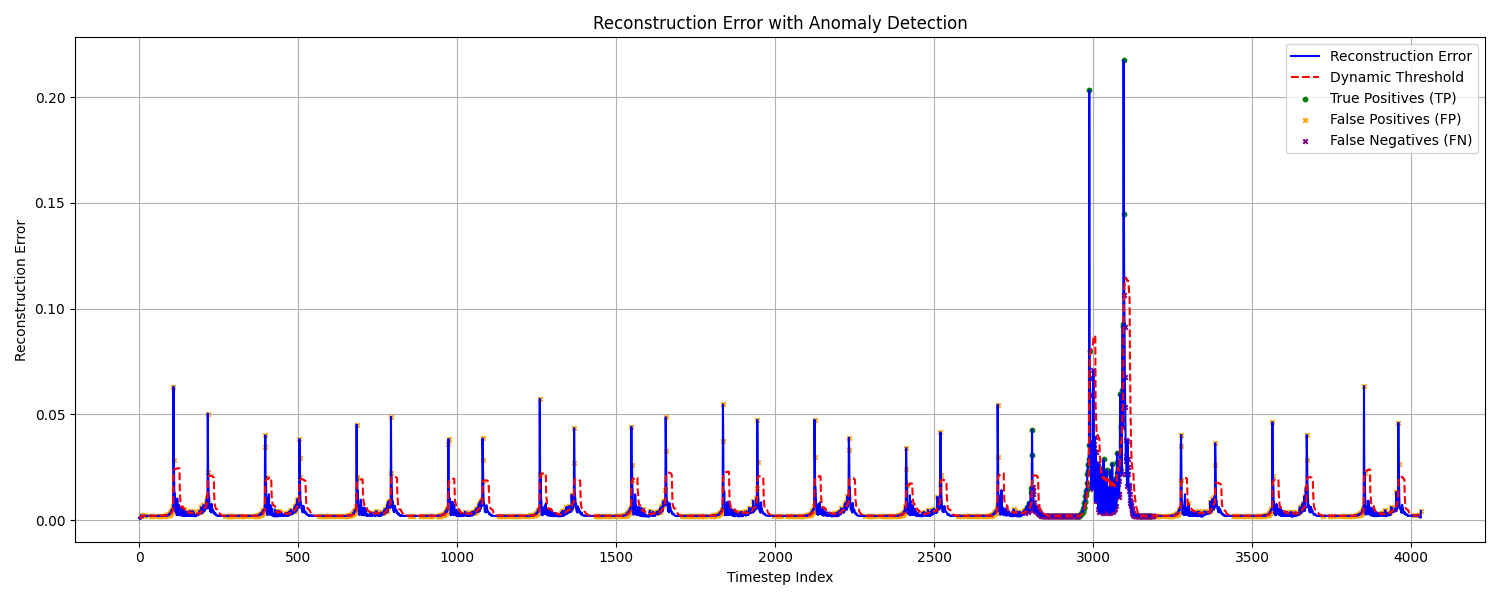 Reconstruction Error with Anomaly Detection
Reconstruction Error
Dynamic Threshold
True Positives (TP)
False Positives (FP)
False Negatives (FN)
0.20
0.15
0.10
0.05
0.00
Reconstruction Error
0 500 1000 1500 2000 2500 3000 3500 4000
Timestep Index